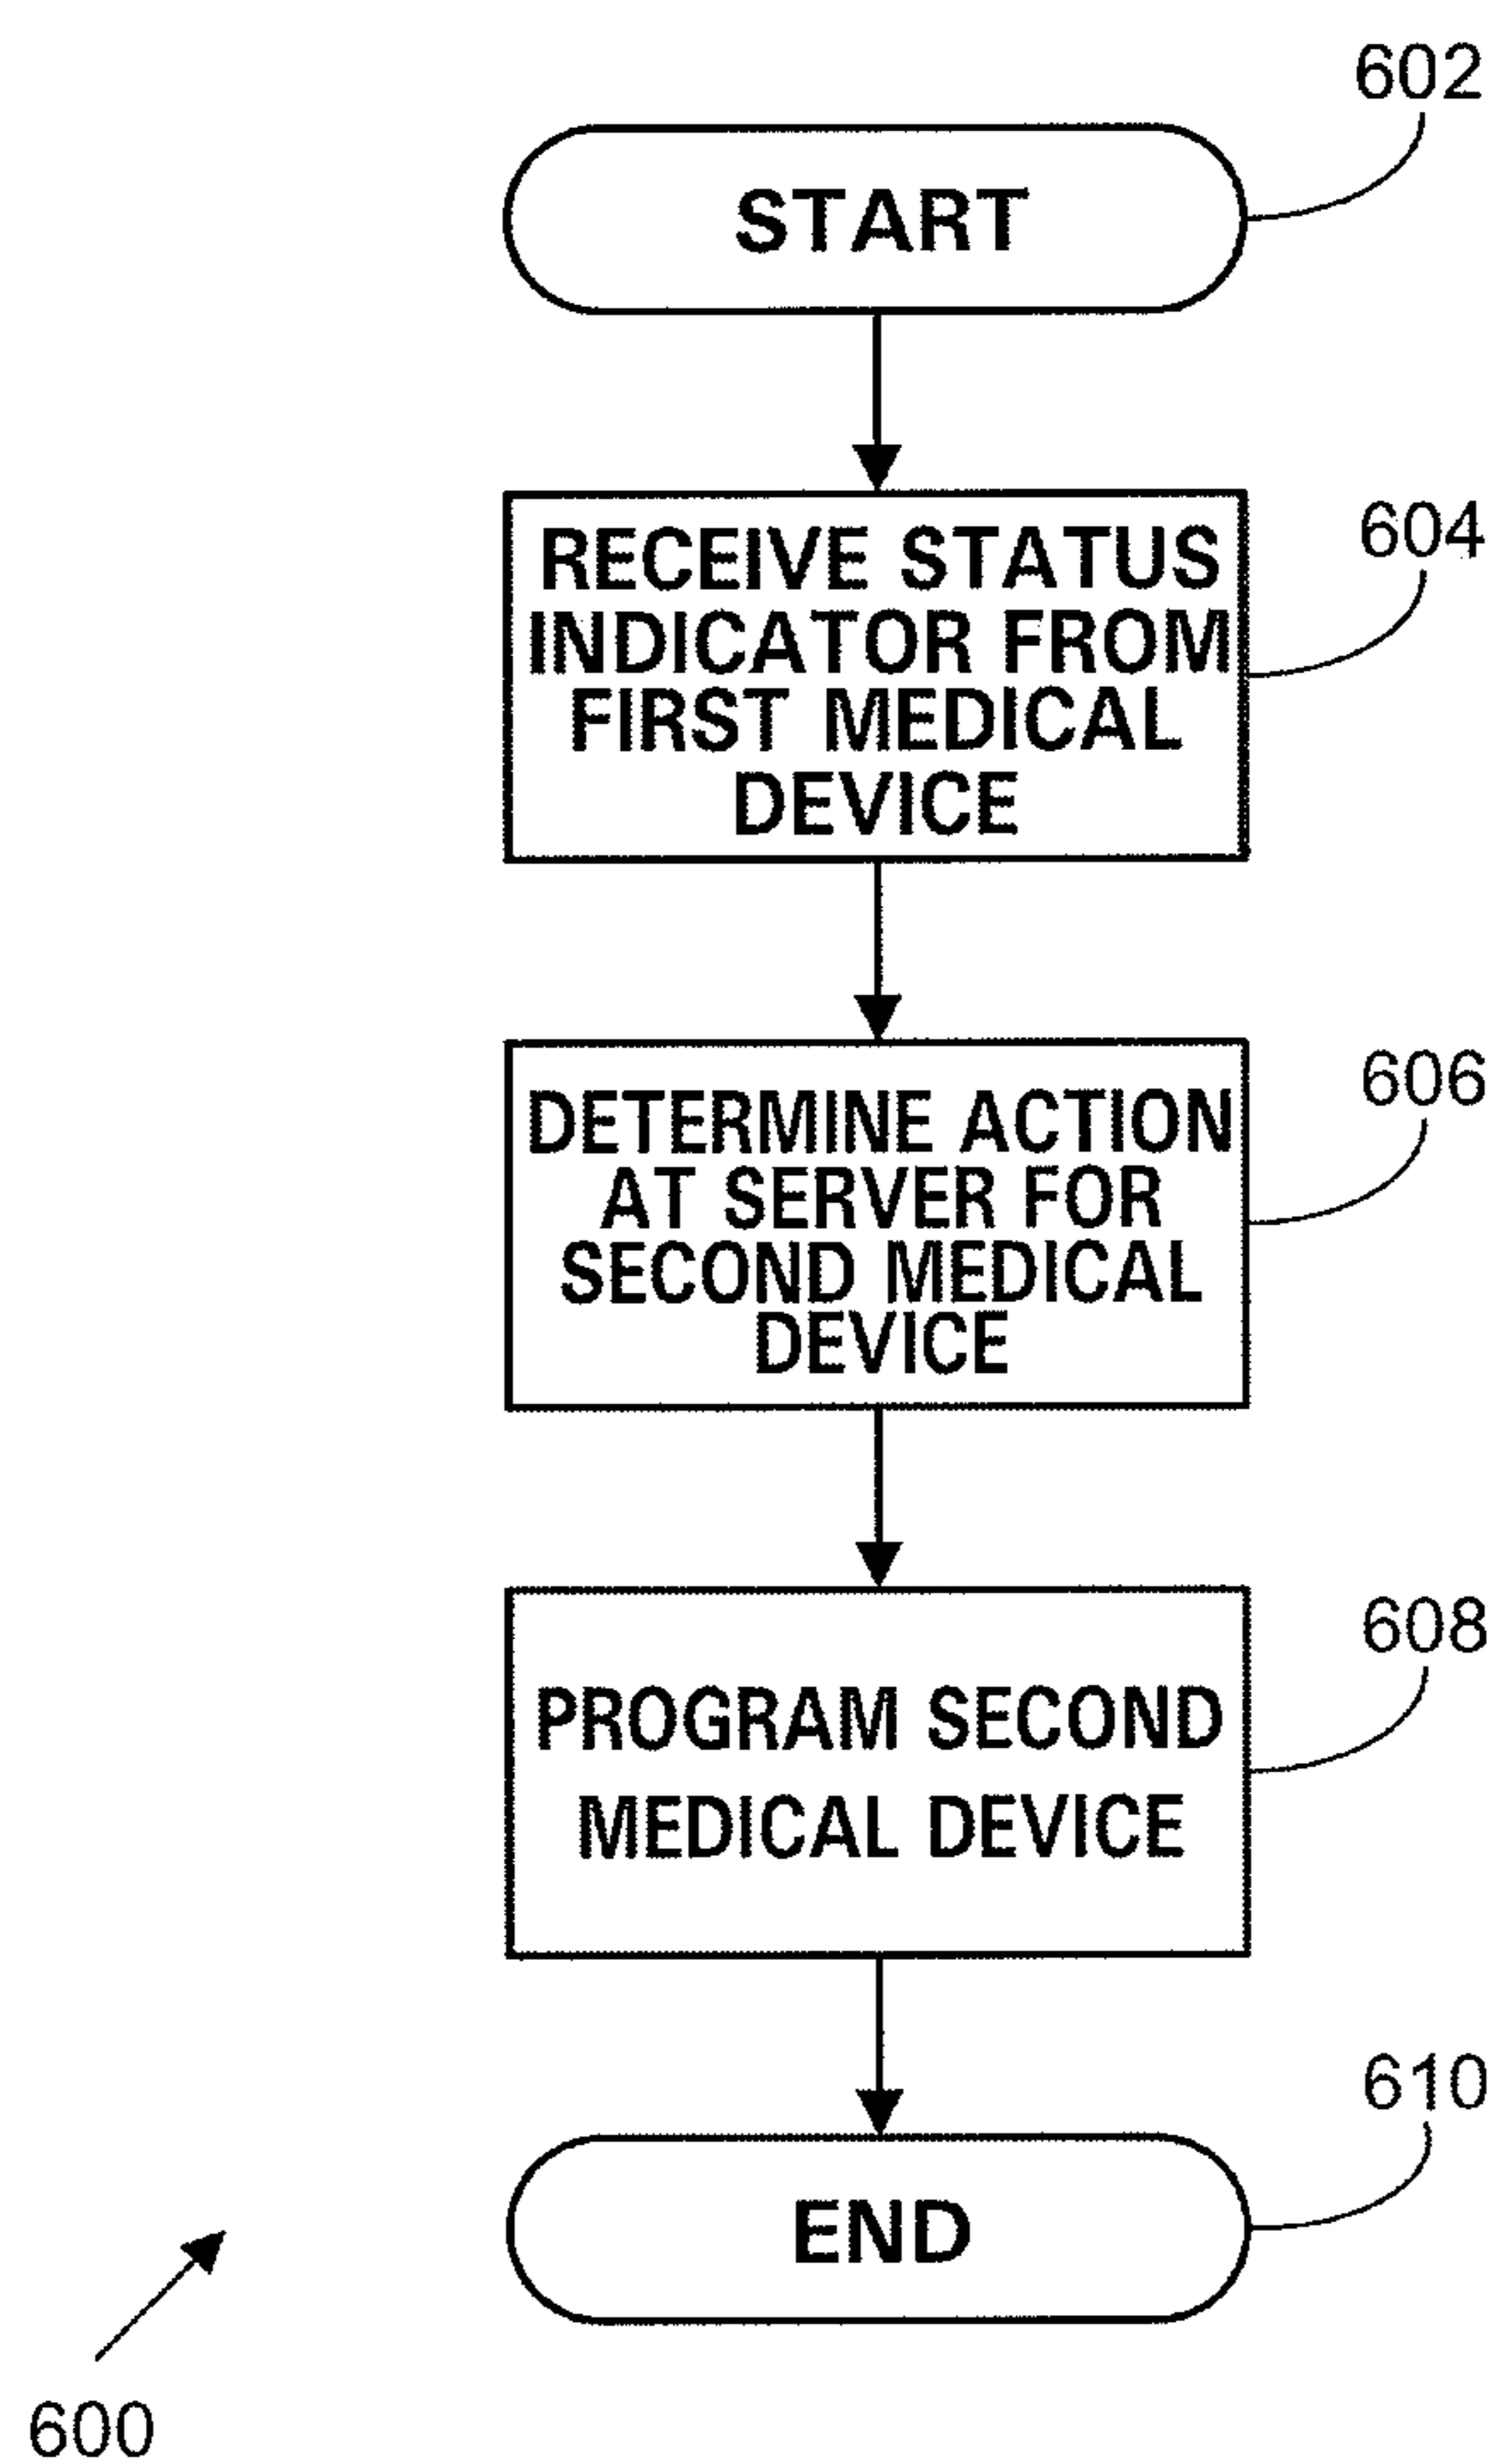 602
START
604
RECEIVE STATUS
INDICATOR FROM
FIRST MEDICAL
DEVICE
606
DETERMINE ACTION
AT SERVER FOR
SECOND MEDICAL
DEVICE
608
PROGRAM SECOND
MEDICAL DEVICE
610
END
600